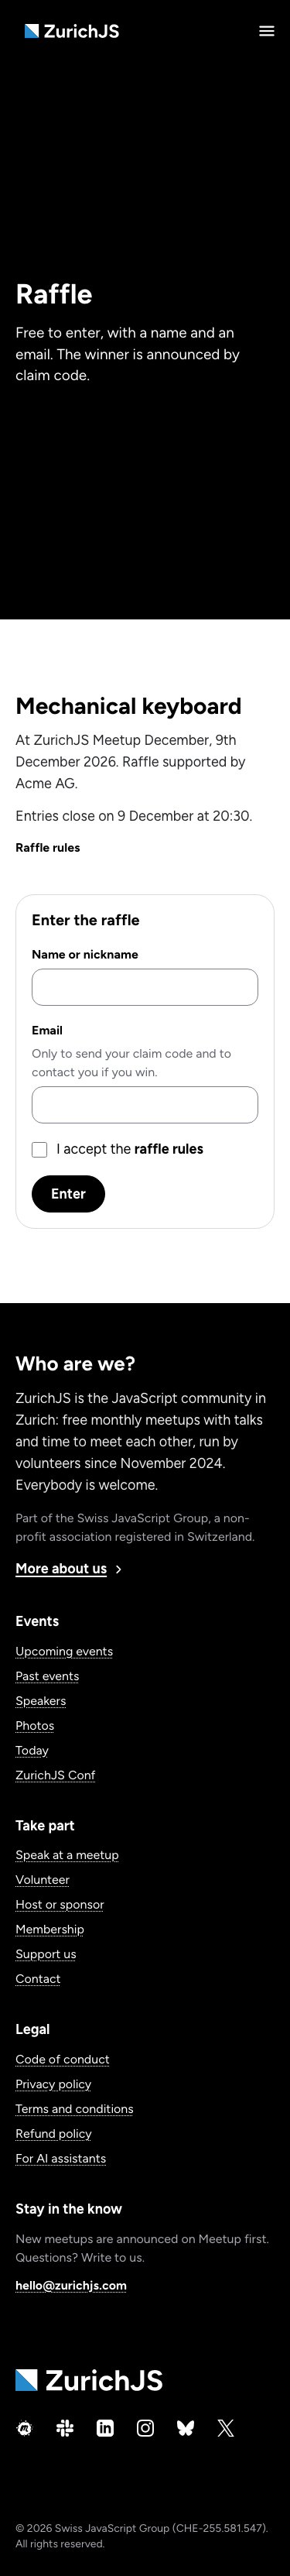 ZurichJS
Raffle
Free to enter, with a name and an
email. The winner is announced by
claim code.
Mechanical keyboard
At ZurichJS Meetup December, 9th
December 2026. Raffle supported by
Acme AG.
Entries close on 9 December at 20:30.
Raffle rules
Enter the raffle
Name or nickname
Email
Only to send your claim code and to
contact you if you win.
I accept the raffle rules
Enter
Who are we?
ZurichJS is the JavaScript community in
Zurich: free monthly meetups with talks
and time to meet each other, run by
volunteers since November 2024.
Everybody is welcome.
Part of the Swiss JavaScript Group, a non-
profit association registered in Switzerland.
More about us
Events
Upcoming events
Past events
Speakers
Photos
Today
ZurichJS Conf
Take part
Speak at a meetup
Volunteer
Host or sponsor
Membership
Support us
Contact
Legal
Code of conduct
Privacy policy
Terms and conditions
Refund policy
For AI assistants
Stay in the know
New meetups are announced on Meetup first.
Questions? Write to us.
hello@zurichjs.com
ZurichJS
© 2026 Swiss JavaScript Group (CHE-255.581.547).
All rights reserved.